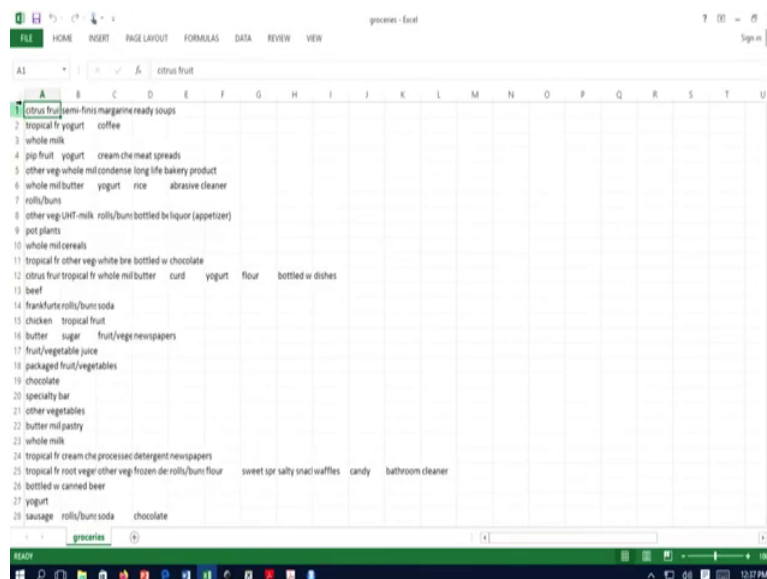 groceries - Excel
FILE HOME INSERT PAGE LAYOUT FORMULAS DATA REVIEW VIEW Sign in
A1 fx citrus fruit
A B C D E F G H I J K L M N O P Q R S T U
1 citrus frui semi-finis margarine ready soups
2 tropical fr yogurt coffee
3 whole milk
4 pip fruit yogurt cream che meat spreads
5 other veg whole mil condense long life bakery product
6 whole mil butter yogurt rice abrasive cleaner
7 rolls/buns
8 other veg UHT-milk rolls/buns bottled be liquor (appetizer)
9 pot plants
10 whole mil cereals
11 tropical fr other veg white bre bottled w chocolate
12 citrus frui tropical fr whole mil butter curd yogurt flour bottled w dishes
13 beef
14 frankfurte rolls/buns soda
15 chicken tropical fruit
16 butter sugar fruit/vege newspapers
17 fruit/vegetable juice
18 packaged fruit/vegetables
19 chocolate
20 specialty bar
21 other vegetables
22 butter mil pastry
23 whole milk
24 tropical fr cream che processed detergent newspapers
25 tropical fr root vege other veg frozen de rolls/buns flour sweet spr salty snac waffles candy bathroom cleaner
26 bottled w canned beer
27 yogurt
28 sausage rolls/buns soda chocolate
groceries
READY
12:37 PM